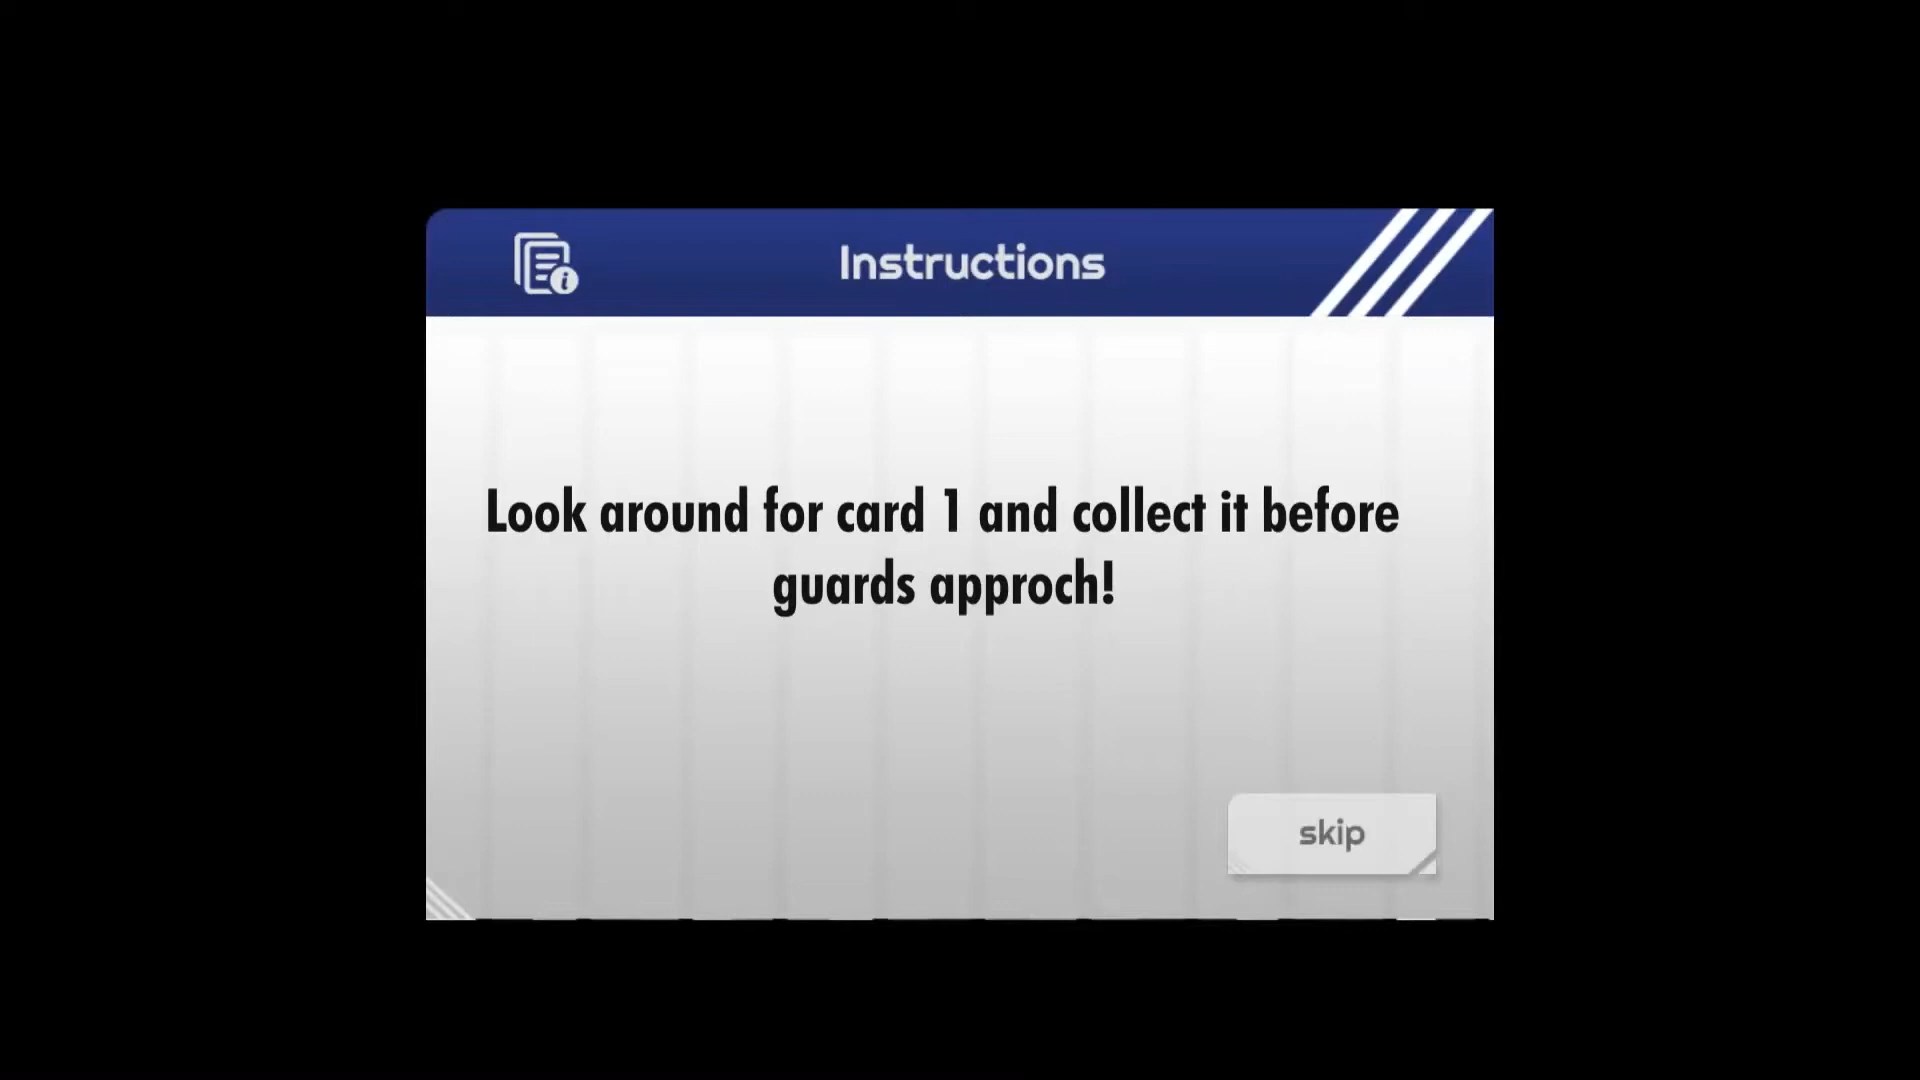 Instructions
Look around for card 1 and collect it before
guards approch!
skip